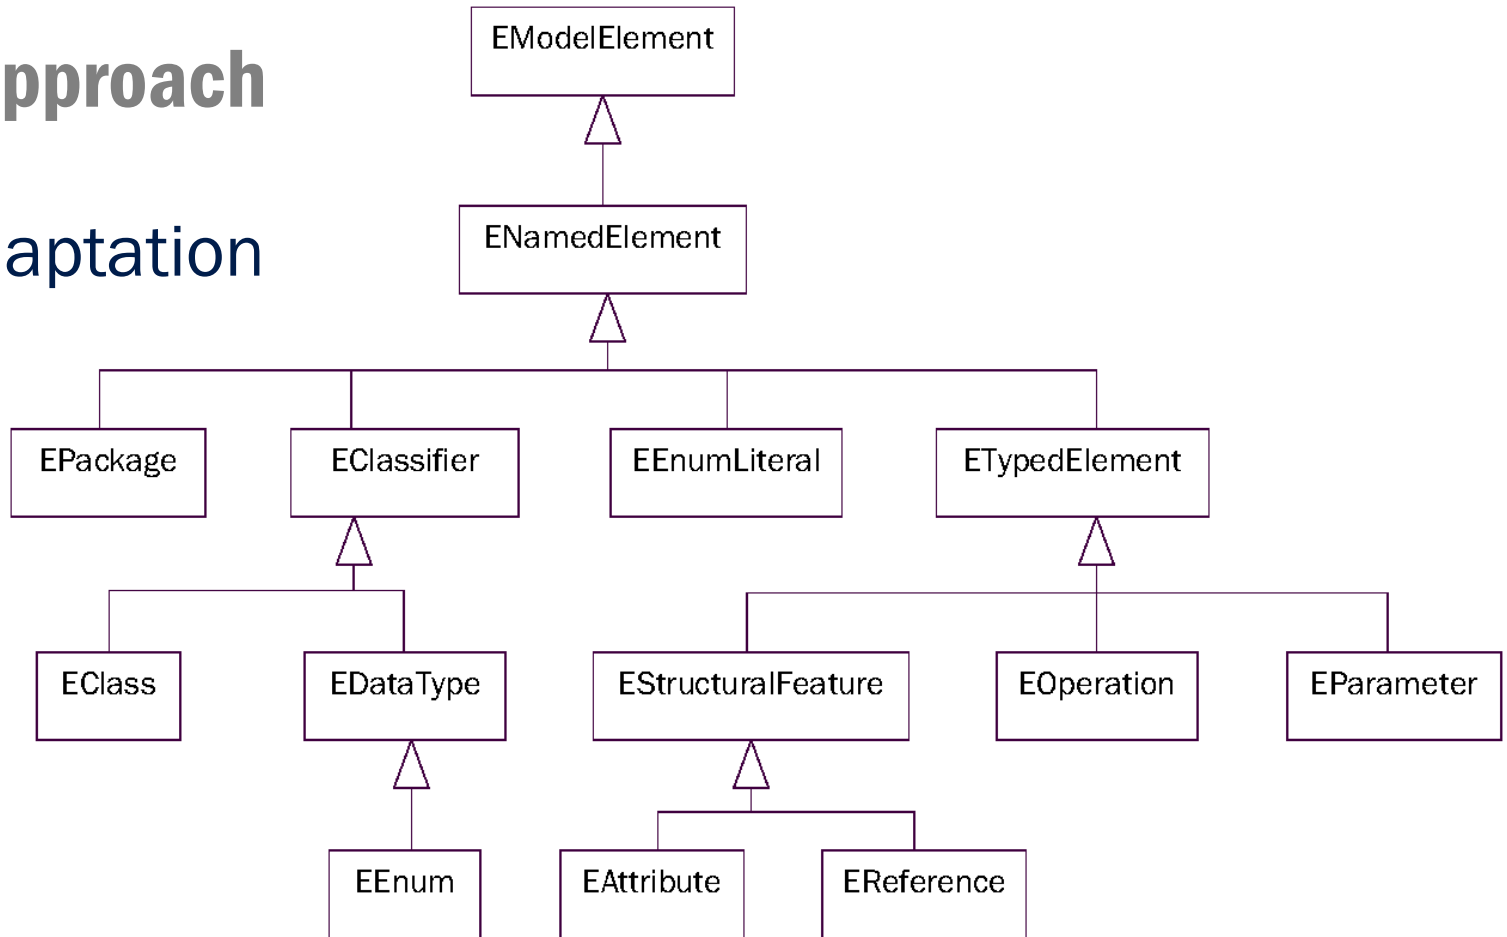 pproach
aptation
EModelElement
ENamedElement
EPackage
EClassifier
EEnumLiteral
ETypedElement
EClass
EDataType
EStructuralFeature
EOperation
EParameter
EEnum
EAttribute
EReference